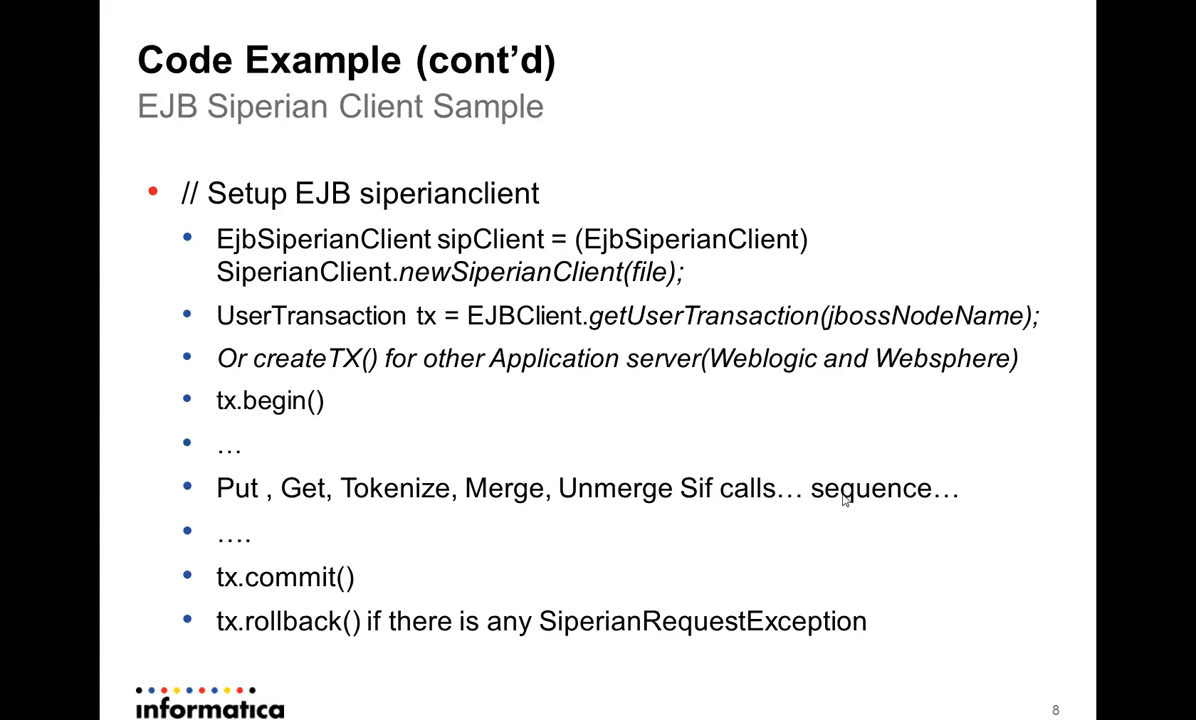 Code Example (cont’d)
EJB Siperian Client Sample
• // Setup EJB siperianclient
• EjbSiperianClient sipClient = (EjbSiperianClient)
SiperianClient.newSiperianClient(file);
• UserTransaction tx = EJBClient.getUserTransaction(jbossNodeName);
• Or createTX() for other Application server(Weblogic and Websphere)
• tx.begin()
• …
• Put , Get, Tokenize, Merge, Unmerge Sif calls… sequence…
• ….
• tx.commit()
• tx.rollback() if there is any SiperianRequestException
informatica
8